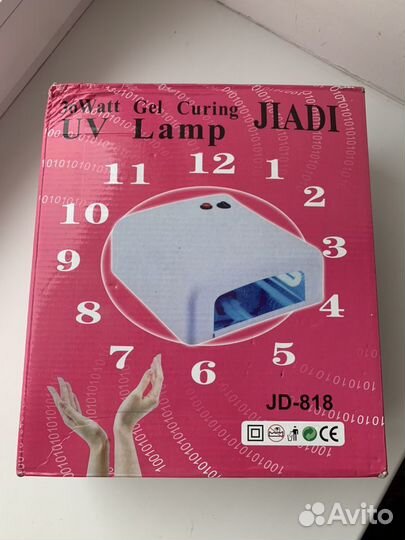 36Watt Gel Curing JIADI
UV Lamp
11 12 1
10 2
9 3
8 4
7 6 5
JD-818
CE
Avito